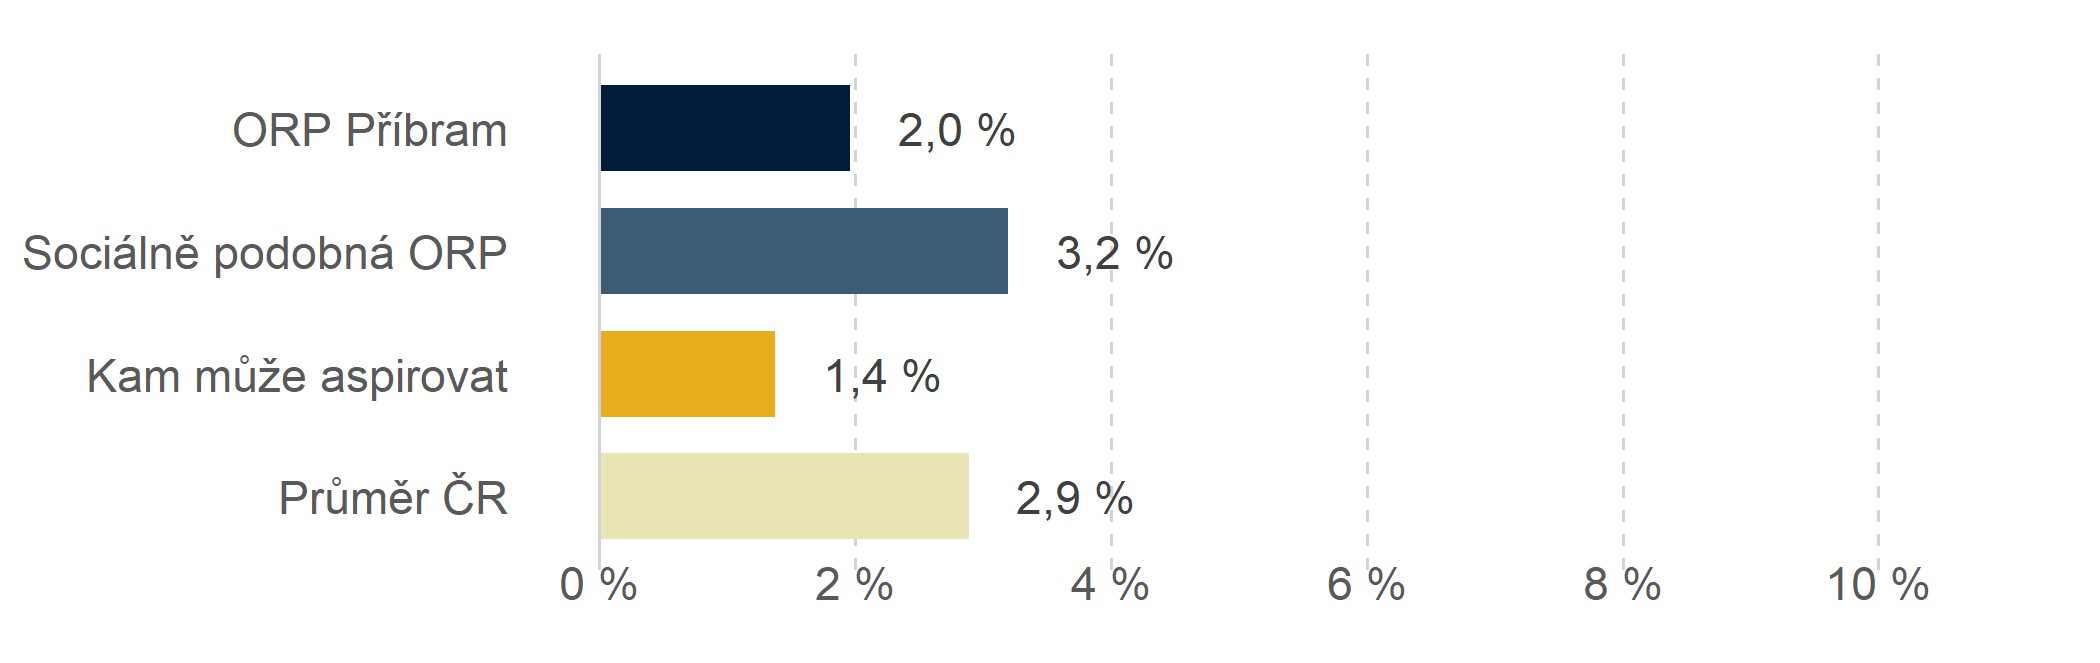 ORP Příbram
2,0 %
Sociálně podobná ORP
3,2 %
Kam může aspirovat
1,4 %
Průměr ČR
2,9 %
0 % 2 % 4 % 6 % 8 % 10 %